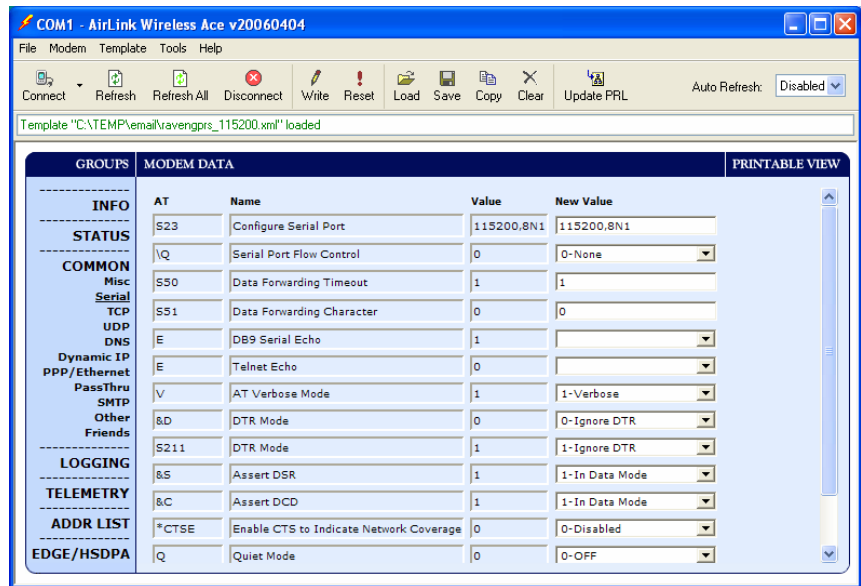 COM1 - AirLink Wireless Ace v20060404
File Modem Template Tools Help
Connect Refresh Refresh All Disconnect Write Reset Load Save Copy Clear Update PRL Auto Refresh: Disabled
Template "C:\TEMP\email\ravengprs_115200.xml" loaded
GROUPS MODEM DATA PRINTABLE VIEW
--------------
INFO
--------------
STATUS
--------------
COMMON
Misc
Serial
TCP
UDP
DNS
Dynamic IP
PPP/Ethernet
PassThru
SMTP
Other
Friends
--------------
LOGGING
--------------
TELEMETRY
--------------
ADDR LIST
--------------
EDGE/HSDPA
AT Name Value New Value
S23 Configure Serial Port 115200,8N1 115200,8N1
\Q Serial Port Flow Control 0 0-None
S50 Data Forwarding Timeout 1 1
S51 Data Forwarding Character 0 0
E DB9 Serial Echo 1
E Telnet Echo 0
V AT Verbose Mode 1 1-Verbose
&D DTR Mode 0 0-Ignore DTR
S211 DTR Mode 1 1-Ignore DTR
&S Assert DSR 1 1-In Data Mode
&C Assert DCD 1 1-In Data Mode
*CTSE Enable CTS to Indicate Network Coverage 0 0-Disabled
Q Quiet Mode 0 0-OFF